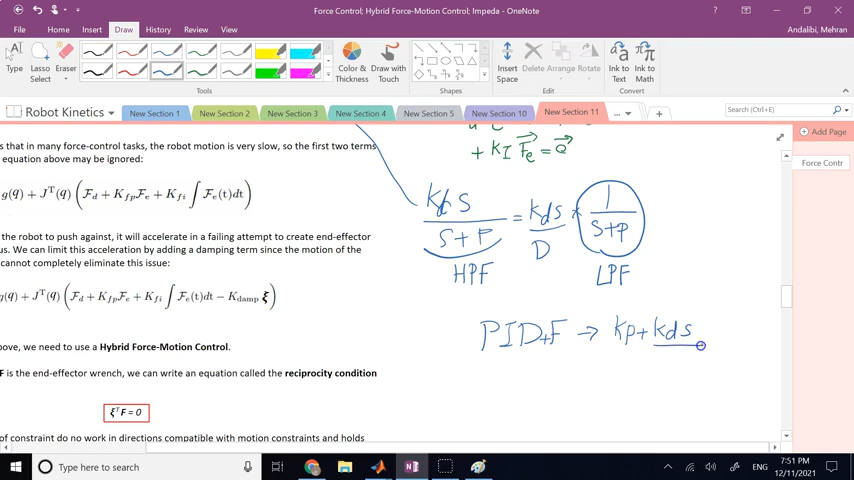 Force Control; Hybrid Force-Motion Control; Impeda - OneNote
Andalibi, Mehran
File Home Insert Draw History Review View
Type
Lasso Select
Eraser
Color & Thickness
Draw with Touch
Insert Space
Delete
Arrange
Rotate
Ink to Text
Ink to Math
Tools
Shapes
Edit
Convert
Robot Kinetics
New Section 1
New Section 2
New Section 3
New Section 4
New Section 5
New Section 10
New Section 11
...
Search (Ctrl+E)
Add Page
Force Contr
s that in many force-control tasks, the robot motion is very slow, so the first two terms
equation above may be ignored:
g(q) + Jᵀ(q) ( F_d + K_fp F_e + K_fi ∫ F_e(t)dt )
the robot to push against, it will accelerate in a failing attempt to create end-effector
us. We can limit this acceleration by adding a damping term since the motion of the
cannot completely eliminate this issue:
g(q) + Jᵀ(q) ( F_d + K_fp F_e + K_fi ∫ F_e(t)dt − K_damp ξ )
bove, we need to use a Hybrid Force-Motion Control.
F is the end-effector wrench, we can write an equation called the reciprocity condition
ξᵀF = 0
of constraint do no work in directions compatible with motion constraints and holds
+ KI Fe = Q
Kd S / S+P = Kd S / D * 1 / S+P
HPF
LPF
PID+F → Kp + Kds
Type here to search
ENG
7:51 PM
12/11/2021